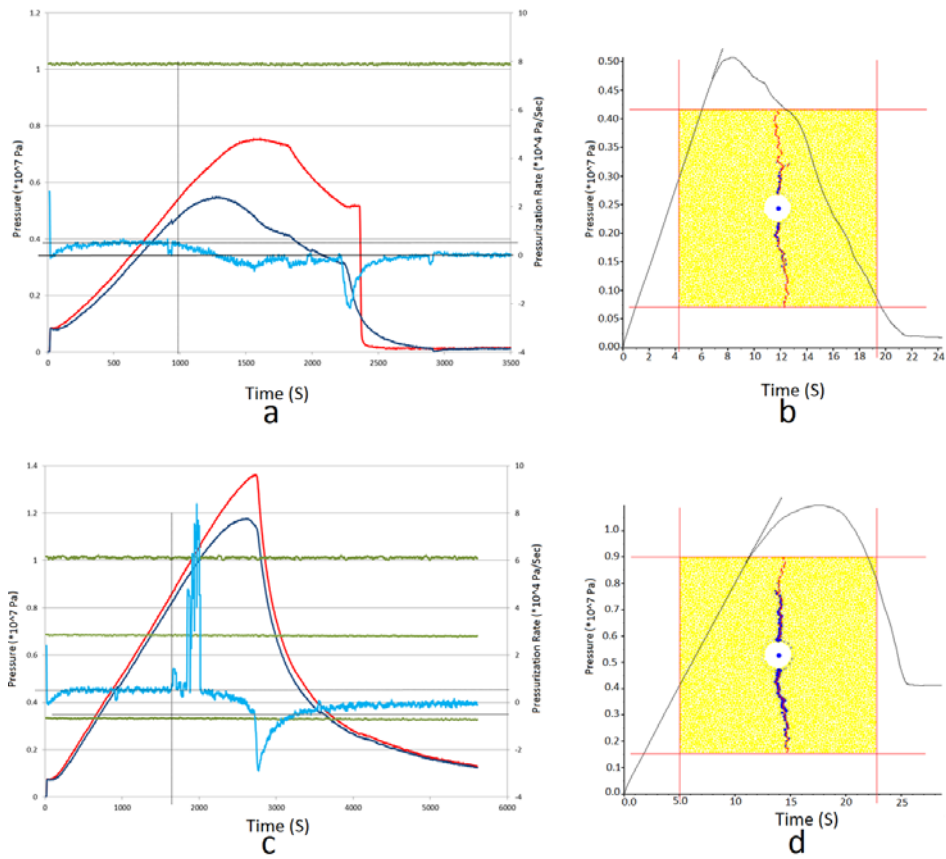 1.2
1
0.8
0.6
0.4
0.2
0
Pressure (*10^7 Pa)
10
8
6
4
2
0
-2
-4
Pressurization Rate (*10^4 Pa/Sec)
0 500 1000 1500 2000 2500 3000 3500
Time (S)
a
0.50
0.45
0.40
0.35
0.30
0.25
0.20
0.15
0.10
0.05
0.00
Pressure (*10^7 Pa)
0 2 4 6 8 10 12 14 16 18 20 22 24
Time (S)
b
1.4
1.2
1
0.8
0.6
0.4
0.2
0
Pressure (*10^7 Pa)
10
8
6
4
2
0
-2
-4
Pressurization Rate (*10^4 Pa/Sec)
0 1000 2000 3000 4000 5000 6000
Time (S)
c
1.0
0.9
0.8
0.7
0.6
0.5
0.4
0.3
0.2
0.1
0.0
Pressure (*10^7 Pa)
0.0 5.0 10 15 20 25
Time (S)
d